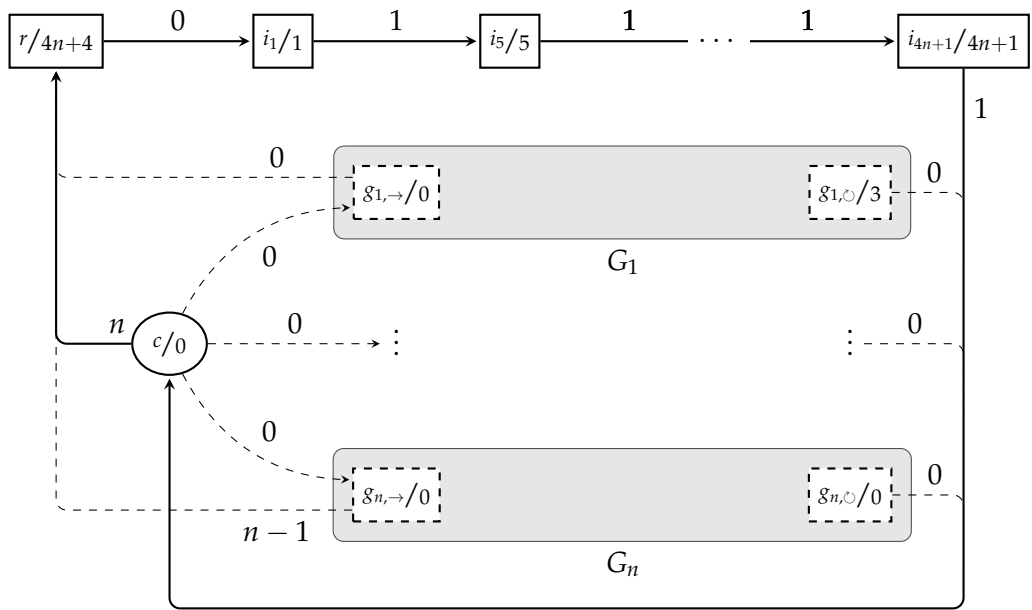 0 1 1 1
r/4n+4 i₁/1 i₅/5 · · · i₄ₙ₊₁/4n+1
1
0 0
g₁,→/0 g₁,↻/3
0 G₁
n 0 0
c/0 ⋮ ⋮
0
0
gₙ,→/0 gₙ,↻/0
n − 1 Gₙ